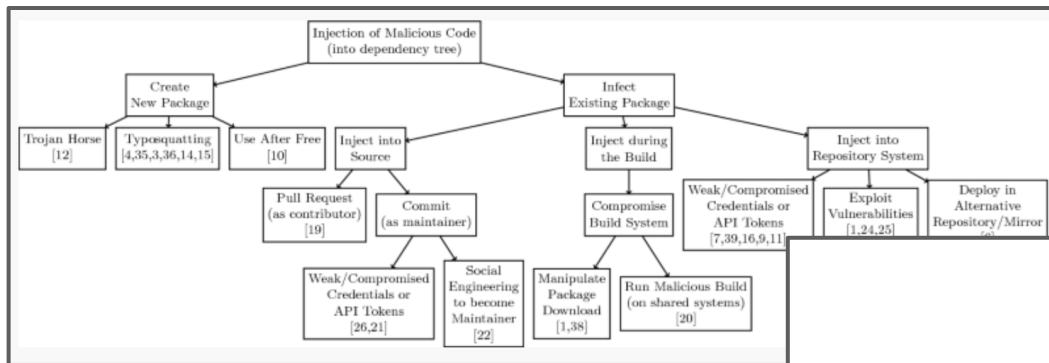 Injection of Malicious Code
(into dependency tree)
Create
New Package
Infect
Existing Package
Trojan Horse
[12]
Typosquatting
[4,35,3,36,14,15]
Use After Free
[10]
Inject into
Source
Inject during
the Build
Inject into
Repository System
Pull Request
(as contributor)
[19]
Commit
(as maintainer)
Compromise
Build System
Weak/Compromised
Credentials or
API Tokens
[7,39,16,9,11]
Exploit
Vulnerabilities
[1,24,25]
Deploy in
Alternative
Repository/Mirror
Weak/Compromised
Credentials or
API Tokens
[26,21]
Social
Engineering
to become
Maintainer
[22]
Manipulate
Package
Download
[1,38]
Run Malicious Build
(on shared systems)
[20]